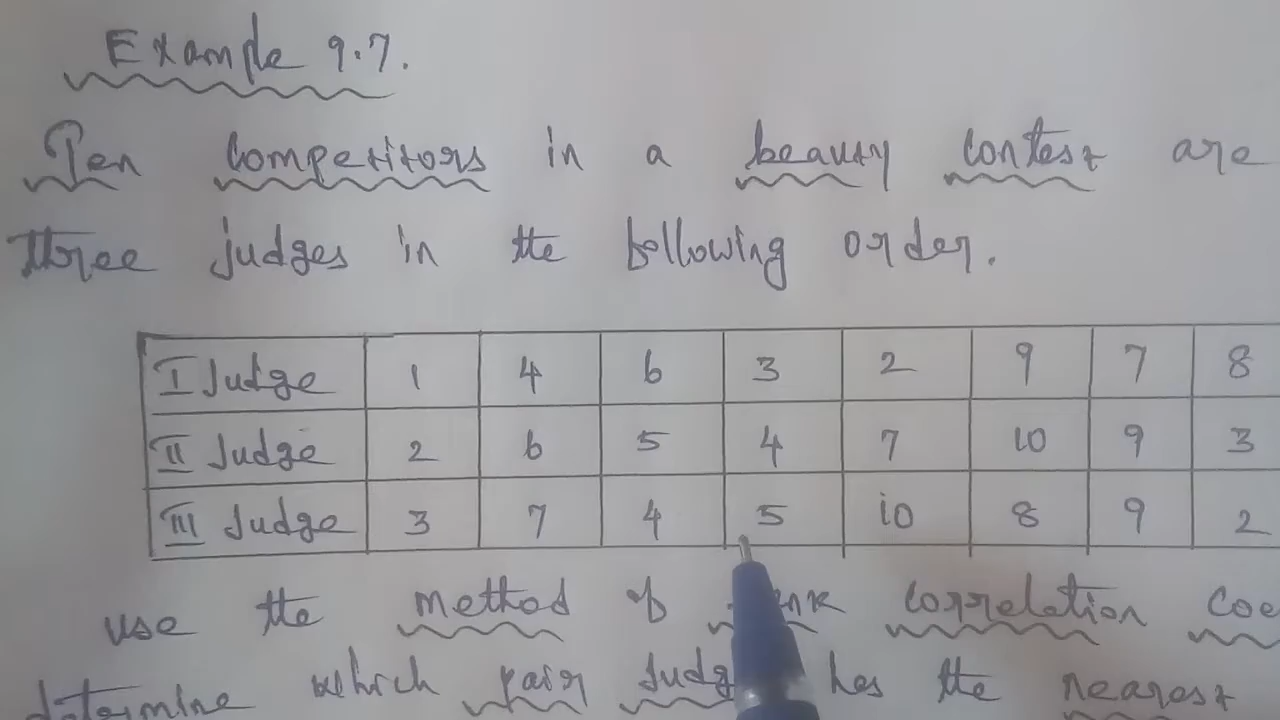 Example 9.7.
Ten competitors in a beauty contest are
three judges in the following order.
I Judge 1 4 6 3 2 9 7 8
II Judge 2 6 5 4 7 10 9 3
III Judge 3 7 4 5 10 8 9 2
use the method of correlation
determine which pair has the nearest